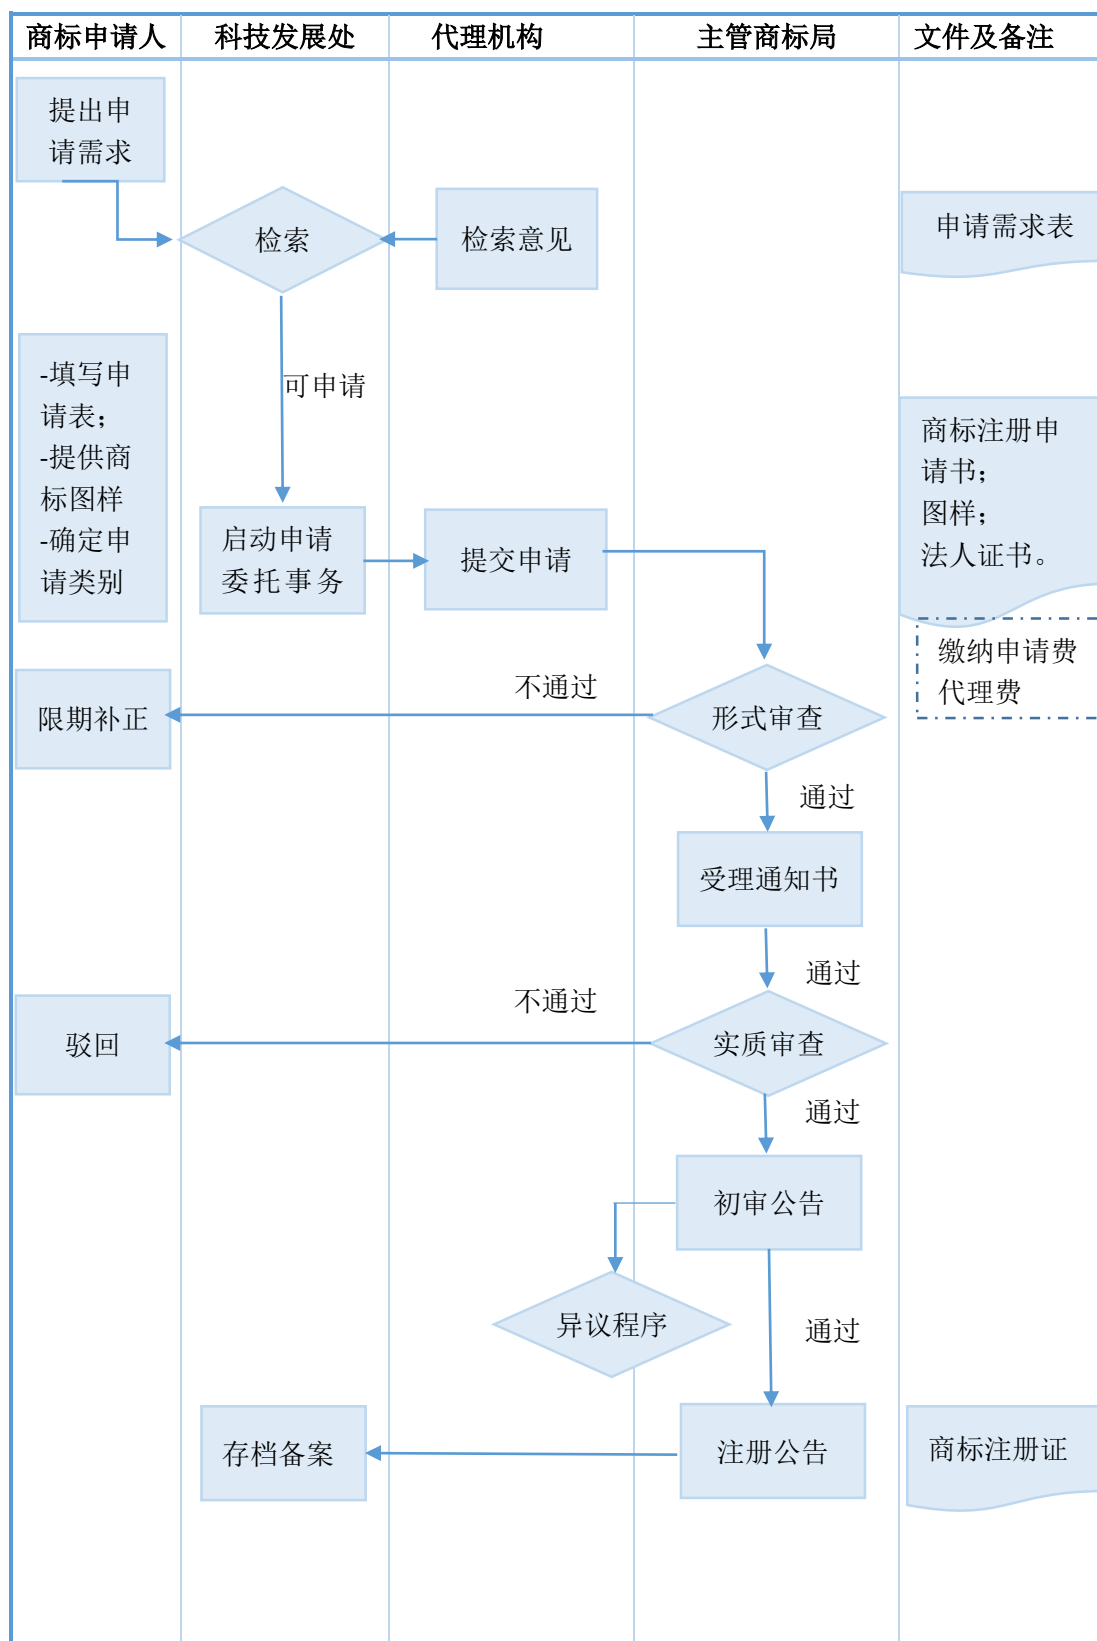 商标申请人
科技发展处
代理机构
主管商标局
文件及备注
提出申
请需求
检索
检索意见
申请需求表
可申请
-填写申
请表；
-提供商
标图样
-确定申
请类别
启动申请
委托事务
提交申请
商标注册申
请书；
图样；
法人证书。
缴纳申请费
代理费
限期补正
不通过
形式审查
通过
受理通知书
通过
驳回
不通过
实质审查
通过
初审公告
异议程序
通过
存档备案
注册公告
商标注册证